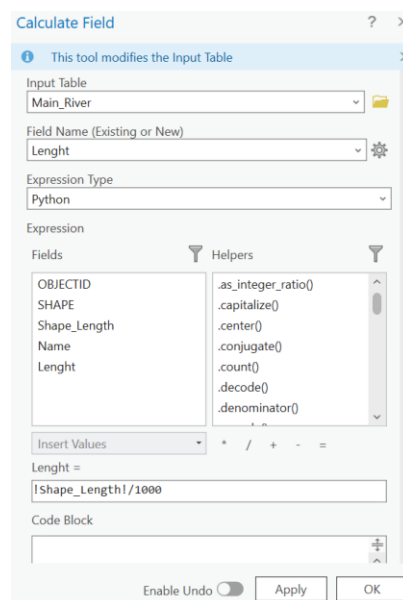 Calculate Field ?
This tool modifies the Input Table
Input Table
Main_River
Field Name (Existing or New)
Lenght
Expression Type
Python
Expression
Fields
Helpers
OBJECTID
SHAPE
Shape_Length
Name
Lenght
.as_integer_ratio()
.capitalize()
.center()
.conjugate()
.count()
.decode()
.denominator()
Insert Values * / + - =
Lenght =
!Shape_Length!/1000
Code Block
Enable Undo Apply OK